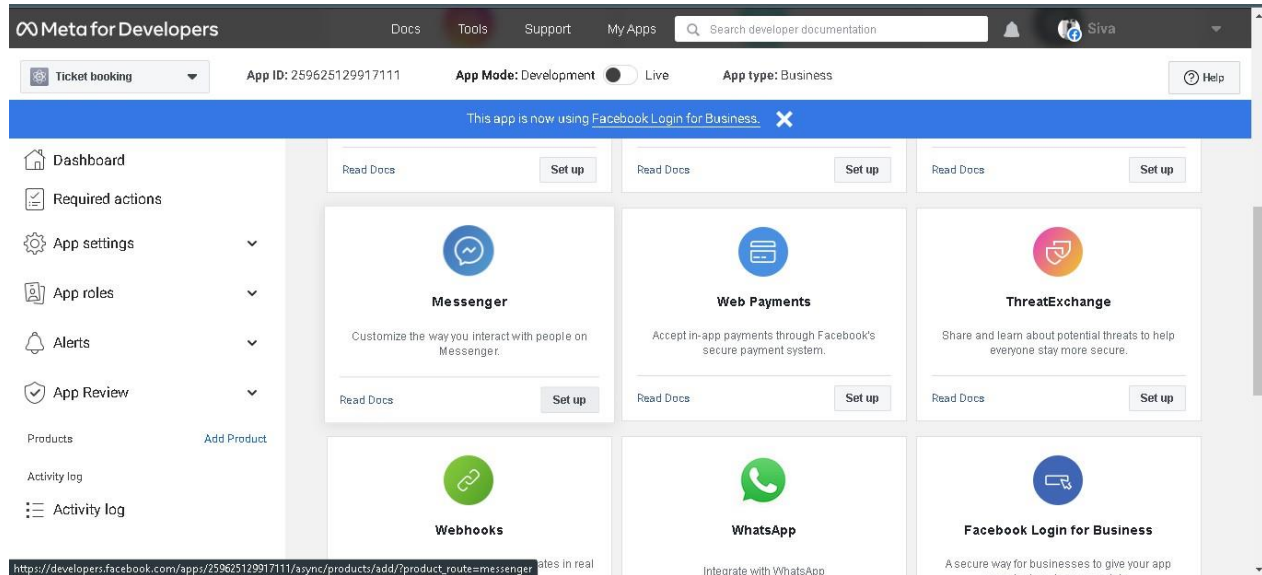 Meta for Developers Docs Tools Support My Apps Search developer documentation Siva
Ticket booking App ID: 259625129917111 App Mode: Development Live App type: Business Help
This app is now using Facebook Login for Business.
Dashboard
Required actions
App settings
App roles
Alerts
App Review
Products Add Product
Activity log
Activity log
Read Docs Set up
Read Docs Set up
Read Docs Set up
Messenger
Customize the way you interact with people on
Messenger.
Read Docs Set up
Web Payments
Accept in-app payments through Facebook's
secure payment system.
Read Docs Set up
ThreatExchange
Share and learn about potential threats to help
everyone stay more secure.
Read Docs Set up
Webhooks
ates in real
WhatsApp
Integrate with WhatsApp
Facebook Login for Business
A secure way for businesses to give your app
https://developers.facebook.com/apps/259625129917111/async/products/add/?product_route=messenger